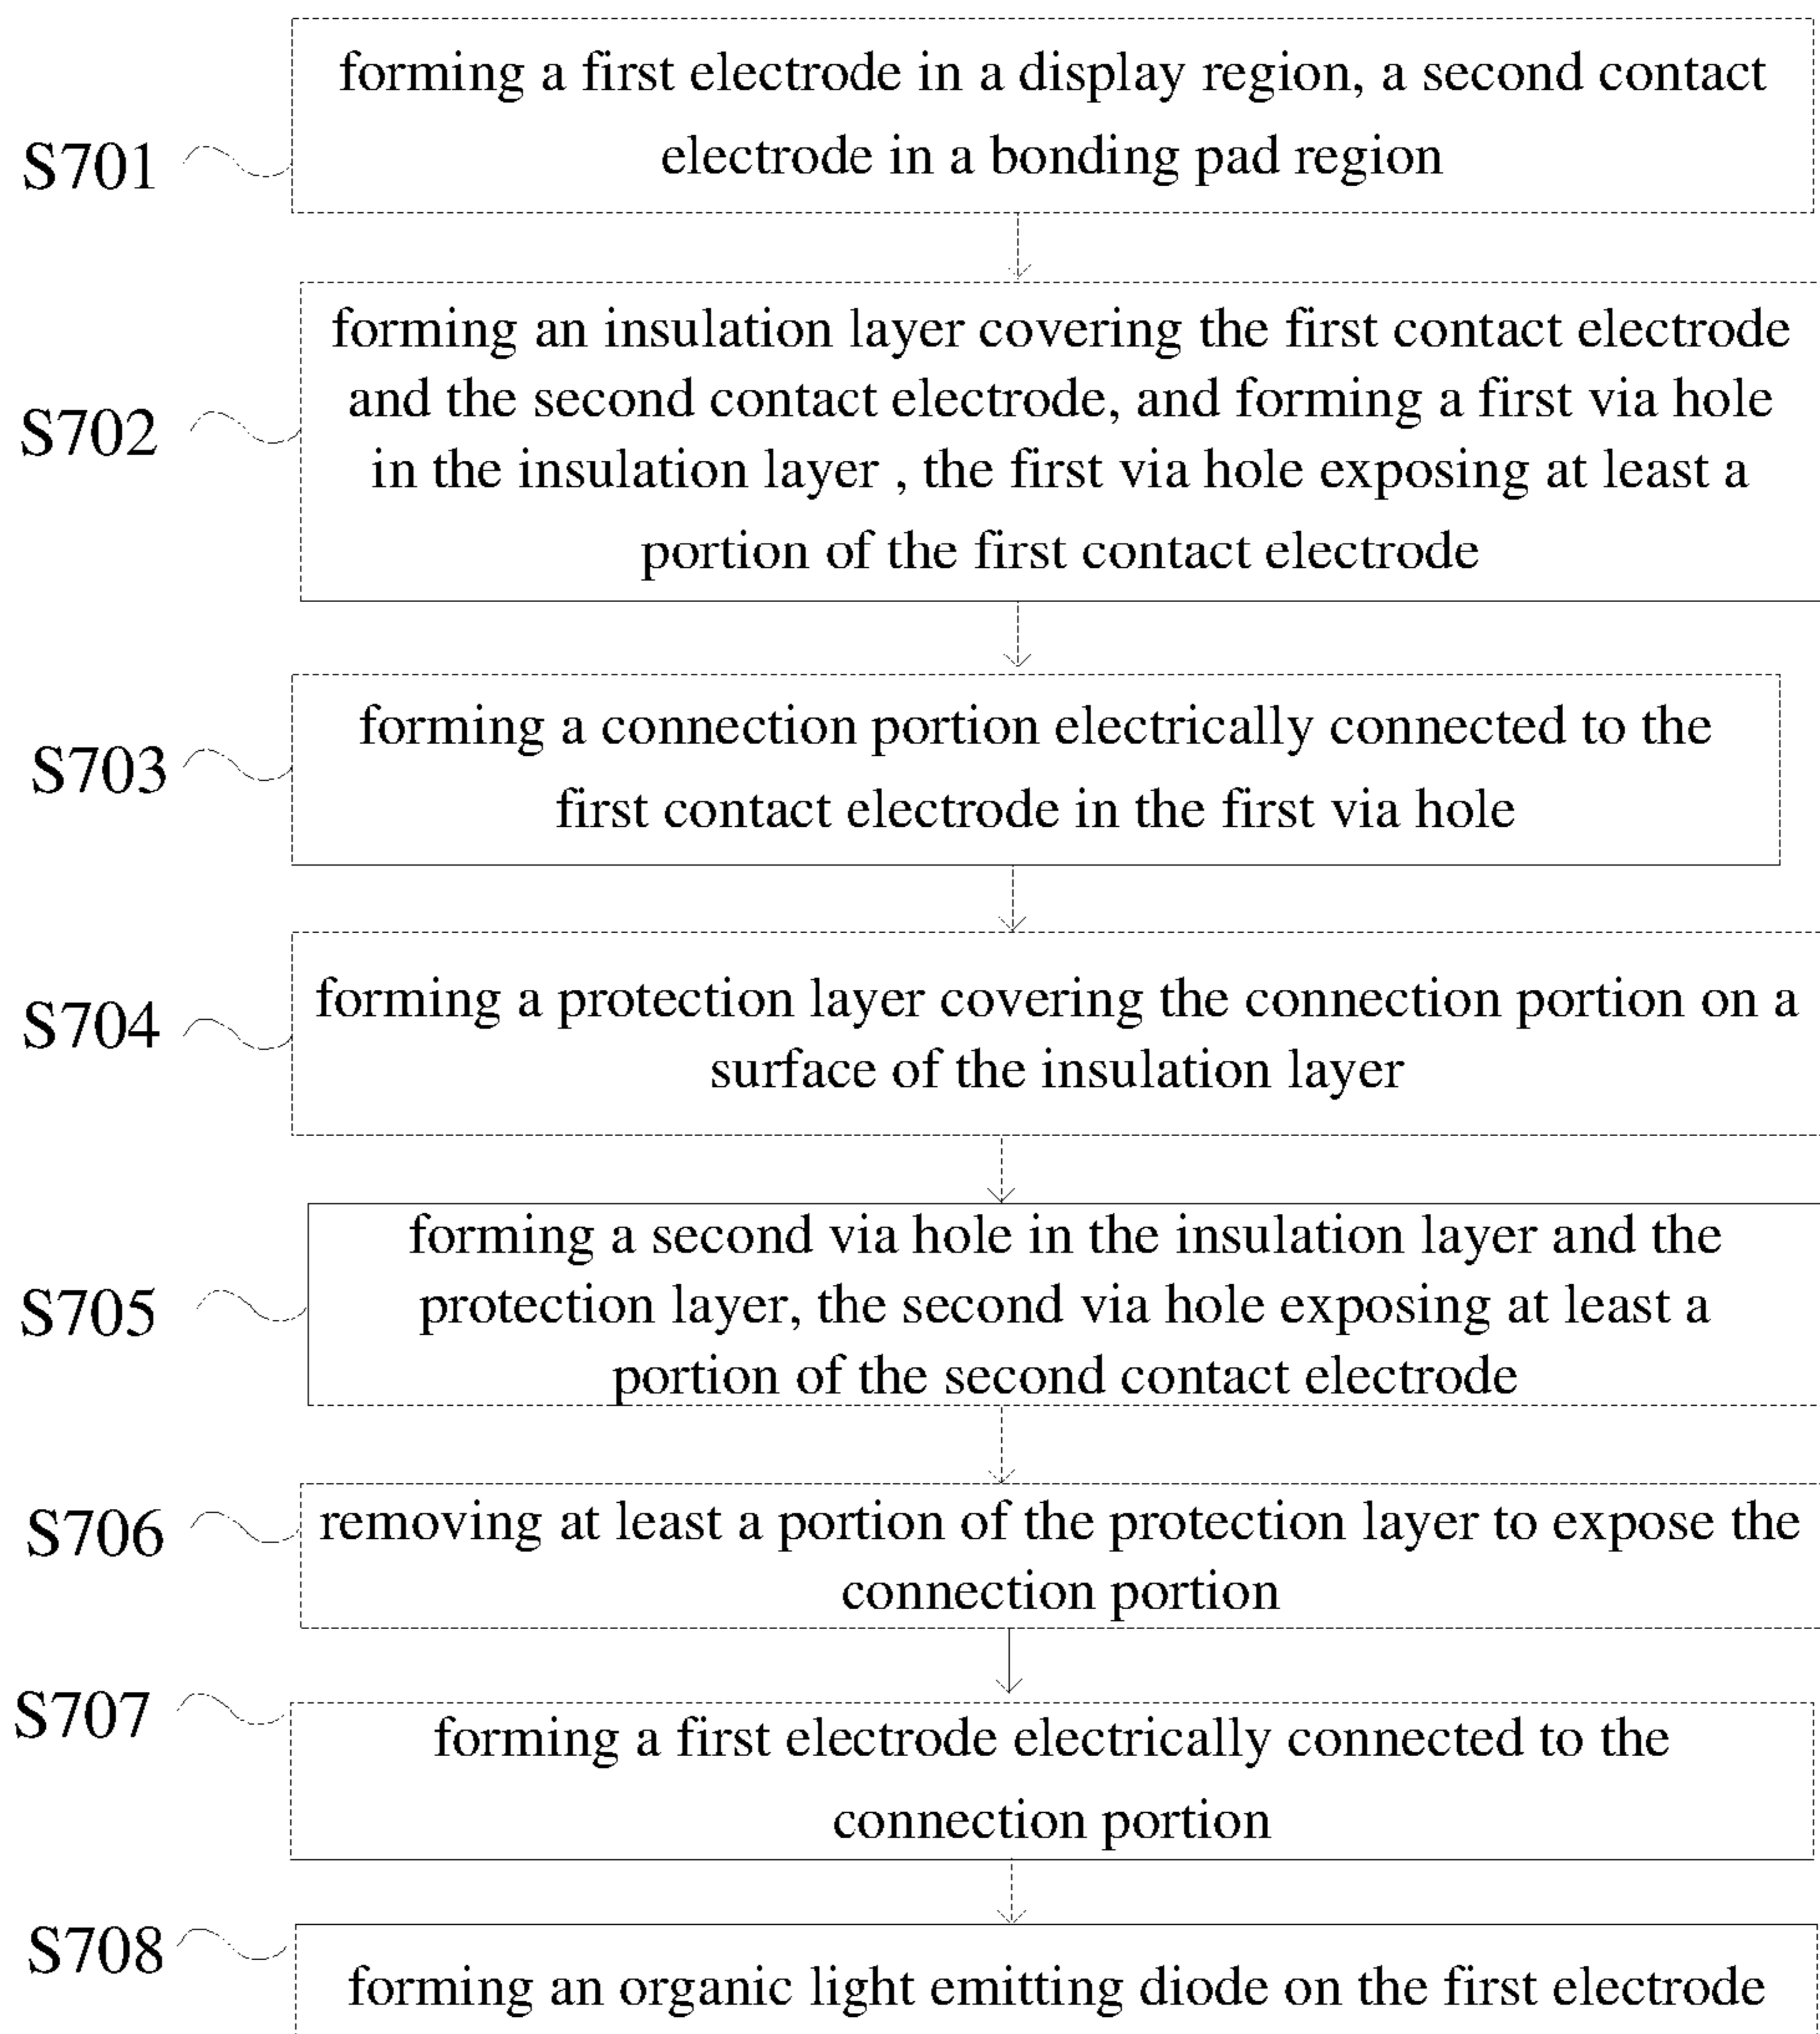 forming a first electrode in a display region, a second contact
S701
electrode in a bonding pad region
forming an insulation layer covering the first contact electrode
and the second contact electrode, and forming a first via hole
S702
in the insulation layer , the first via hole exposing at least a
portion of the first contact electrode
forming a connection portion electrically connected to the
S703
first contact electrode in the first via hole
forming a protection layer covering the connection portion on a
S704
surface of the insulation layer
forming a second via hole in the insulation layer and the
S705
protection layer, the second via hole exposing at least a
portion of the second contact electrode
S706
removing at least a portion of the protection layer to expose the
connection portion
S707
forming a first electrode electrically connected to the
connection portion
S708
forming an organic light emitting diode on the first electrode